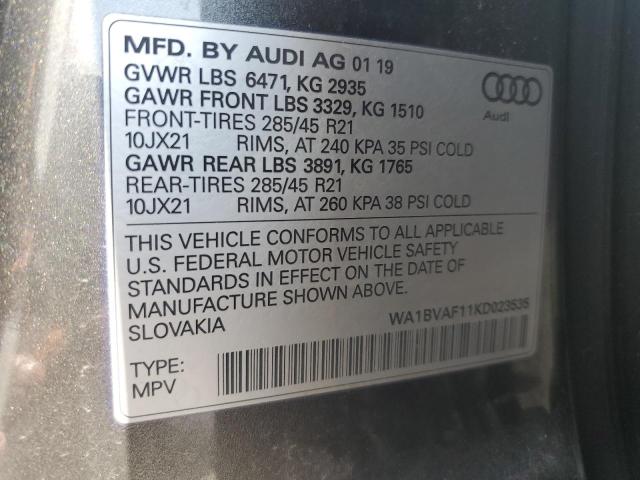 MFD. BY AUDI AG 01 19
GVWR LBS 6471, KG 2935
GAWR FRONT LBS 3329, KG 1510
FRONT-TIRES 285/45 R21
10JX21 RIMS, AT 240 KPA 35 PSI COLD
GAWR REAR LBS 3891, KG 1765
REAR-TIRES 285/45 R21
10JX21 RIMS, AT 260 KPA 38 PSI COLD
Audi
THIS VEHICLE CONFORMS TO ALL APPLICABLE
U.S. FEDERAL MOTOR VEHICLE SAFETY
STANDARDS IN EFFECT ON THE DATE OF
MANUFACTURE SHOWN ABOVE.
SLOVAKIA
WA1BVAF11KD023535
TYPE:
MPV